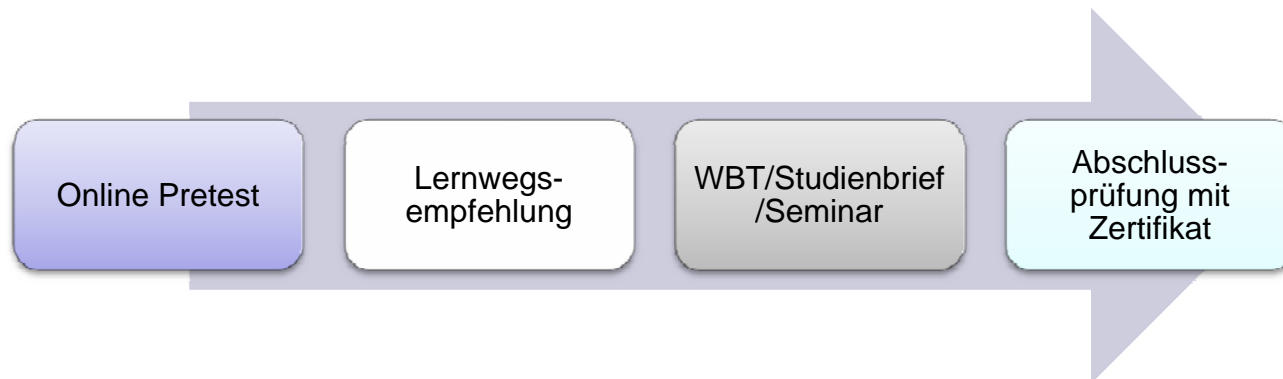 Online Pretest
Lernwegs-
empfehlung
WBT/Studienbrief
/Seminar
Abschluss-
prüfung mit
Zertifikat